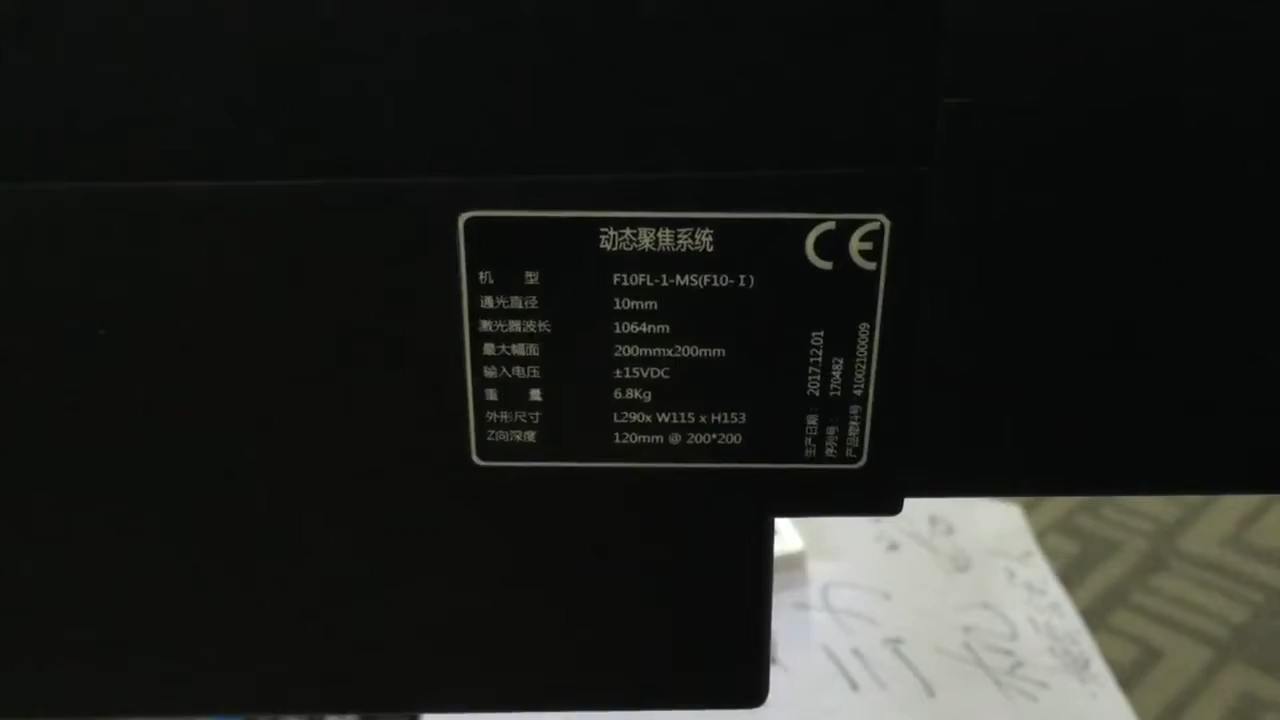 动态聚焦系统
CE
机 型 F10FL-1-MS(F10-I)
通光直径 10mm
激光器波长 1064nm
最大幅面 200mmx200mm
输入电压 ±15VDC
重 量 6.8Kg
外形尺寸 L290x W115 x H153
Z向深度 120mm @ 200*200
生产日期: 2017.12.01
序列号: 170482
产品物料号 41002100009